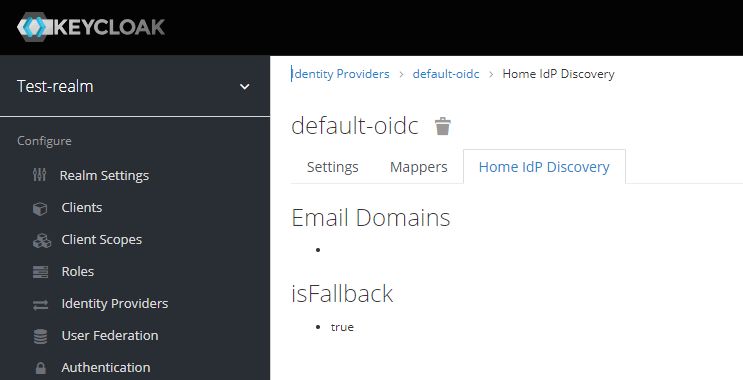 KEYCLOAK
Test-realm
Configure
Realm Settings
Clients
Client Scopes
Roles
Identity Providers
User Federation
Authentication
Identity Providers > default-oidc > Home IdP Discovery
default-oidc
Settings Mappers Home IdP Discovery
Email Domains
•
isFallback
• true